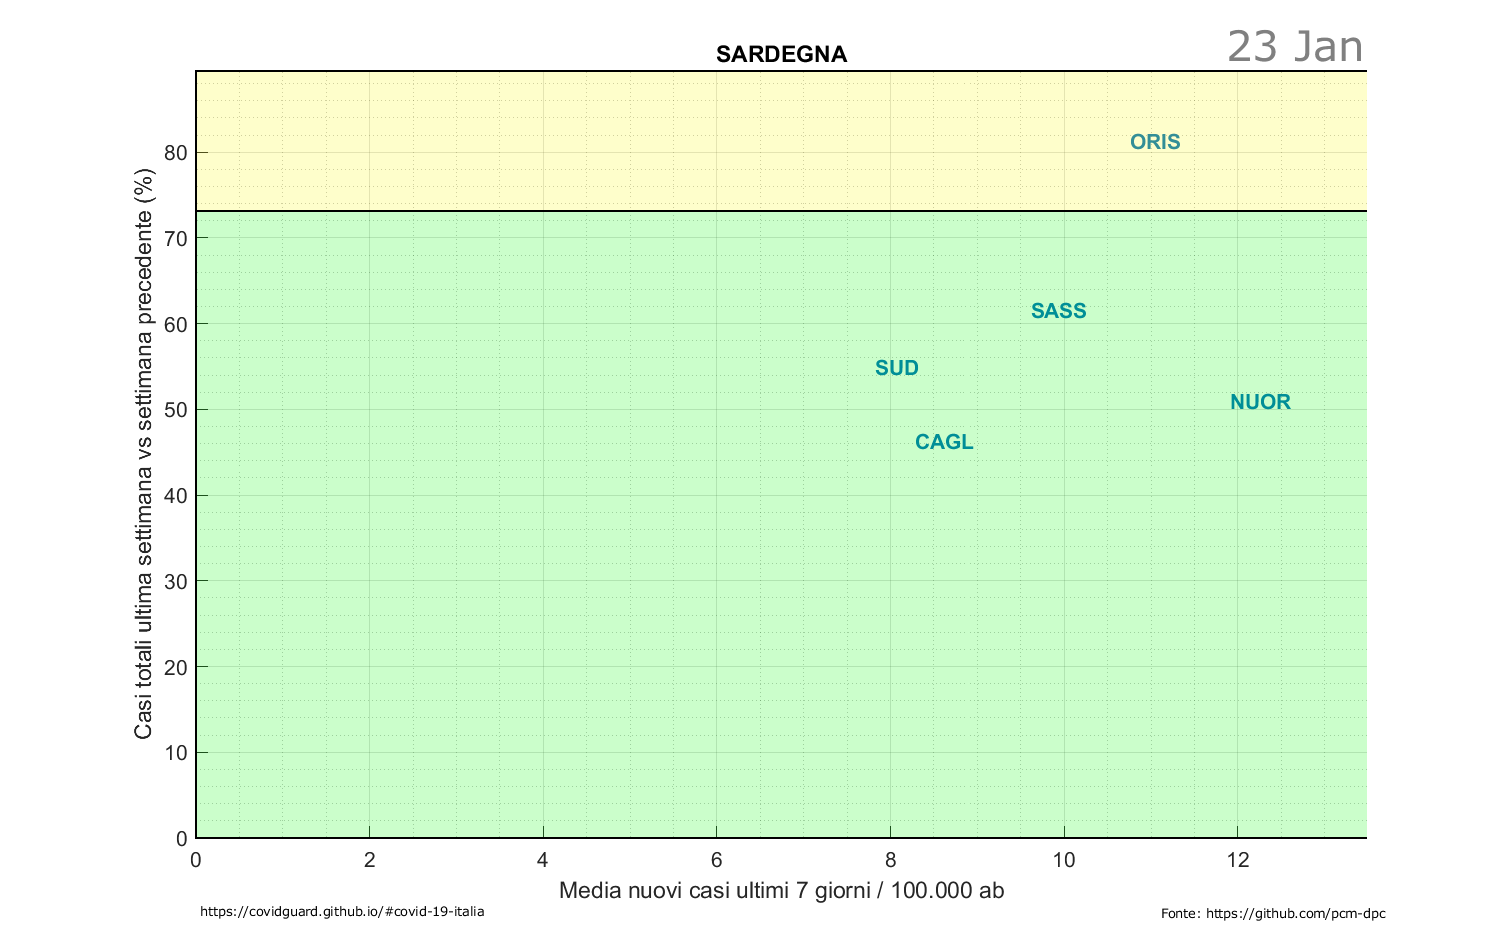 SARDEGNA
23 Jan
Casi totali ultima settimana vs settimana precedente (%)
80
70
60
50
40
30
20
10
0
ORIS
SASS
SUD
NUOR
CAGL
0 2 4 6 8 10 12
Media nuovi casi ultimi 7 giorni / 100.000 ab
https://covidguard.github.io/#covid-19-italia
Fonte: https://github.com/pcm-dpc